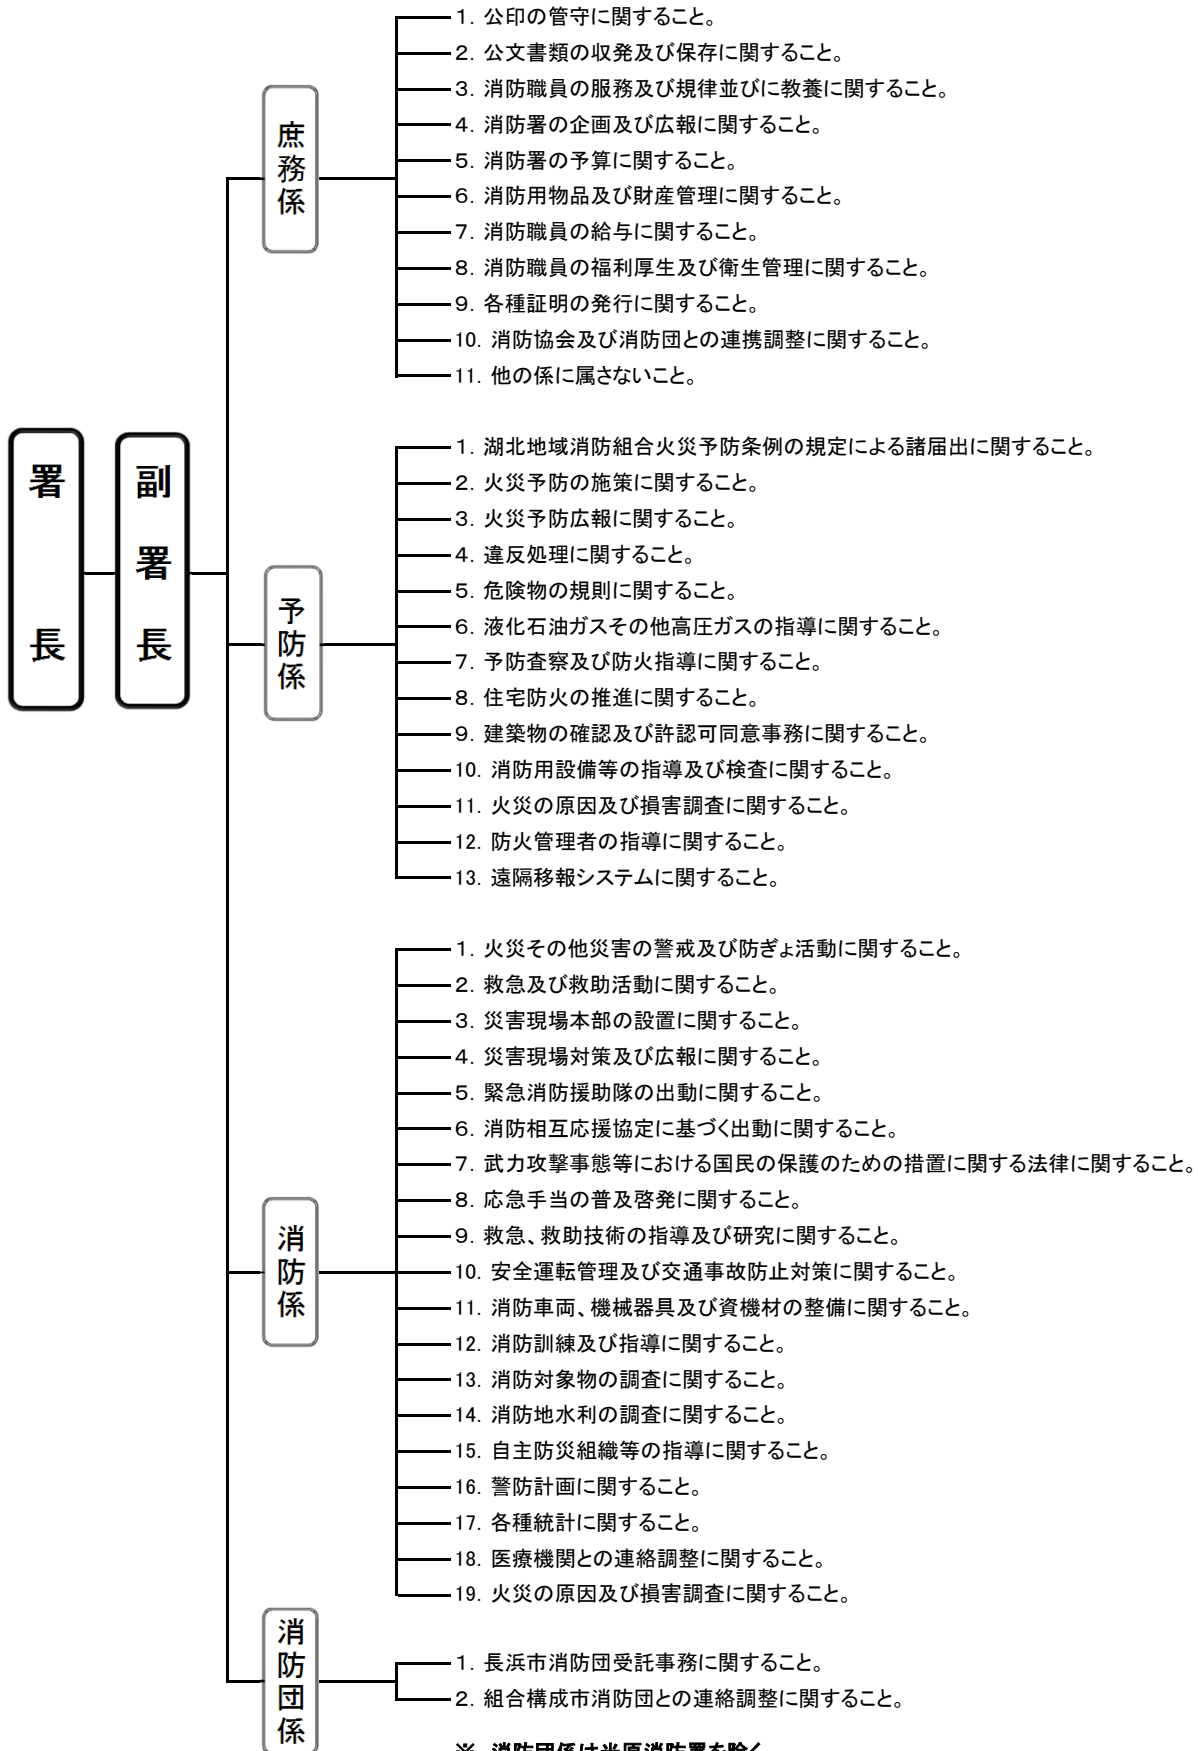 署長
副署長
庶務係
1．公印の管守に関すること。
2．公文書類の収発及び保存に関すること。
3．消防職員の服務及び規律並びに教養に関すること。
4．消防署の企画及び広報に関すること。
5．消防署の予算に関すること。
6．消防用物品及び財産管理に関すること。
7．消防職員の給与に関すること。
8．消防職員の福利厚生及び衛生管理に関すること。
9．各種証明の発行に関すること。
10．消防協会及び消防団との連携調整に関すること。
11．他の係に属さないこと。
予防係
1．湖北地域消防組合火災予防条例の規定による諸届出に関すること。
2．火災予防の施策に関すること。
3．火災予防広報に関すること。
4．違反処理に関すること。
5．危険物の規則に関すること。
6．液化石油ガスその他高圧ガスの指導に関すること。
7．予防査察及び防火指導に関すること。
8．住宅防火の推進に関すること。
9．建築物の確認及び許認可同意事務に関すること。
10．消防用設備等の指導及び検査に関すること。
11．火災の原因及び損害調査に関すること。
12．防火管理者の指導に関すること。
13．遠隔移報システムに関すること。
消防係
1．火災その他災害の警戒及び防ぎょ活動に関すること。
2．救急及び救助活動に関すること。
3．災害現場本部の設置に関すること。
4．災害現場対策及び広報に関すること。
5．緊急消防援助隊の出動に関すること。
6．消防相互応援協定に基づく出動に関すること。
7．武力攻撃事態等における国民の保護のための措置に関する法律に関すること。
8．応急手当の普及啓発に関すること。
9．救急、救助技術の指導及び研究に関すること。
10．安全運転管理及び交通事故防止対策に関すること。
11．消防車両、機械器具及び資機材の整備に関すること。
12．消防訓練及び指導に関すること。
13．消防対象物の調査に関すること。
14．消防地水利の調査に関すること。
15．自主防災組織等の指導に関すること。
16．警防計画に関すること。
17．各種統計に関すること。
18．医療機関との連絡調整に関すること。
19．火災の原因及び損害調査に関すること。
消防団係
1．長浜市消防団受託事務に関すること。
2．組合構成市消防団との連絡調整に関すること。
※ 消防団係は米原消防署を除く